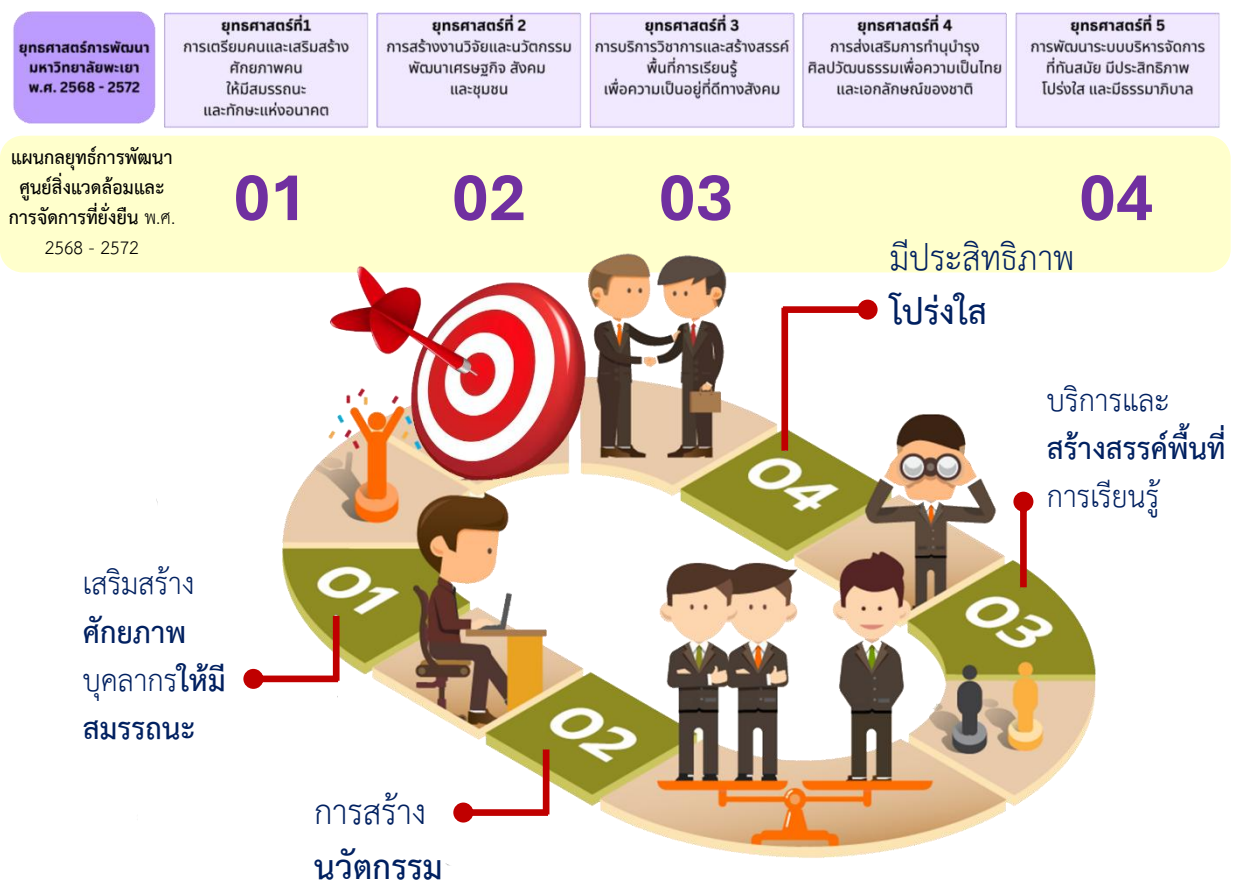 ยุทธศาสตร์การพัฒนา
มหาวิทยาลัยพะเยา
พ.ศ. 2568 - 2572
ยุทธศาสตร์ที่1
การเตรียมคนและเสริมสร้าง
ศักยภาพคน
ให้มีสมรรถนะ
และทักษะแห่งอนาคต
ยุทธศาสตร์ที่ 2
การสร้างงานวิจัยและนวัตกรรม
พัฒนาเศรษฐกิจ สังคม
และชุมชน
ยุทธศาสตร์ที่ 3
การบริการวิชาการและสร้างสรรค์
พื้นที่การเรียนรู้
เพื่อความเป็นอยู่ที่ดีทางสังคม
ยุทธศาสตร์ที่ 4
การส่งเสริมการทำนุบำรุง
ศิลปวัฒนธรรมเพื่อความเป็นไทย
และเอกลักษณ์ของชาติ
ยุทธศาสตร์ที่ 5
การพัฒนาระบบบริหารจัดการ
ที่ทันสมัย มีประสิทธิภาพ
โปร่งใส และมีธรรมาภิบาล
แผนกลยุทธ์การพัฒนา
ศูนย์สิ่งแวดล้อมและ
การจัดการที่ยั่งยืน พ.ศ.
2568 - 2572
01
02
03
04
มีประสิทธิภาพ
โปร่งใส
บริการและ
สร้างสรรค์พื้นที่
การเรียนรู้
04
01
03
02
เสริมสร้าง
ศักยภาพ
บุคลากรให้มี
สมรรถนะ
การสร้าง
นวัตกรรม